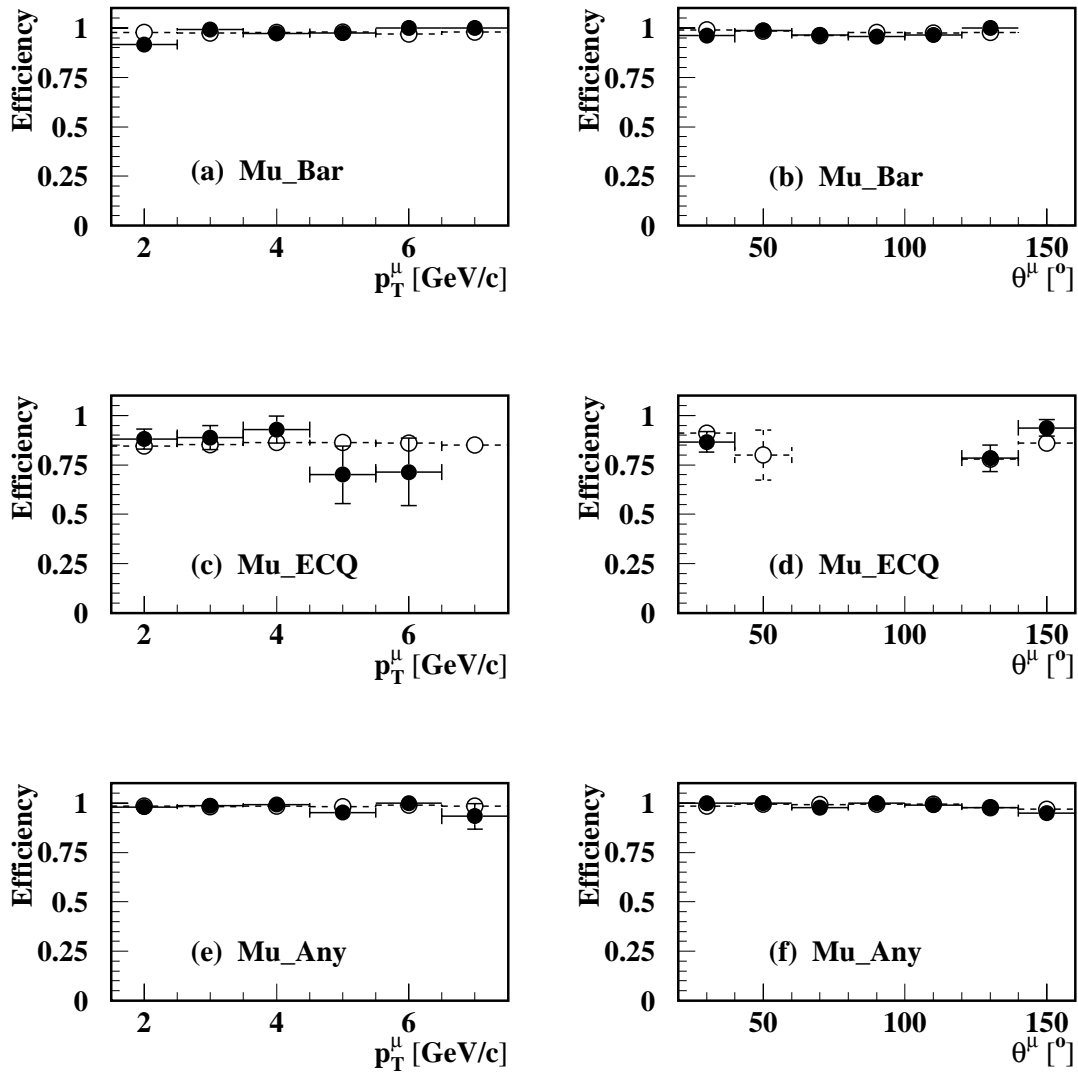 Efficiency
1
0.75
0.5
0.25
0
(a) Mu_Bar
2 4 6
p_T^μ [GeV/c]
Efficiency
1
0.75
0.5
0.25
0
(b) Mu_Bar
50 100 150
θ^μ [°]
Efficiency
1
0.75
0.5
0.25
0
(c) Mu_ECQ
2 4 6
p_T^μ [GeV/c]
Efficiency
1
0.75
0.5
0.25
0
(d) Mu_ECQ
50 100 150
θ^μ [°]
Efficiency
1
0.75
0.5
0.25
0
(e) Mu_Any
2 4 6
p_T^μ [GeV/c]
Efficiency
1
0.75
0.5
0.25
0
(f) Mu_Any
50 100 150
θ^μ [°]